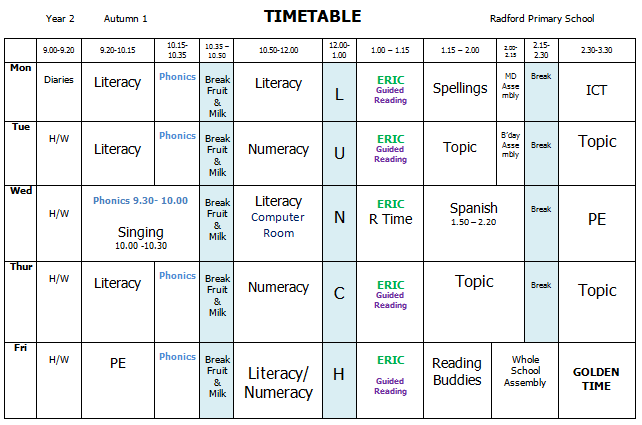 Year 2 Autumn 1 TIMETABLE Radford Primary School
9.00-9.20 9.20-10.15 10.15-10.35 10.35 – 10.50 10.50-12.00 12.00-1.00 1.00 – 1.15 1.15 – 2.00 2.00-2.15 2.15-2.30 2.30-3.30
Mon
Diaries
Literacy
Phonics
Break
Fruit
&
Milk
Literacy
L
ERIC
Guided
Reading
Spellings
MD
Asse
mbly
Break
ICT
Tue
H/W
Literacy
Phonics
Break
Fruit
&
Milk
Numeracy
U
ERIC
Guided
Reading
Topic
B'day
Asse
mbly
Break
Topic
Wed
H/W
Phonics 9.30- 10.00
Singing
10.00 -10.30
Break
Fruit
&
Milk
Literacy
Computer
Room
N
ERIC
R Time
Spanish
1.50 – 2.20
Break
PE
Thur
H/W
Literacy
Phonics
Break
Fruit
&
Milk
Numeracy
C
ERIC
Guided
Reading
Topic
Break
Topic
Fri
H/W
PE
Phonics
Break
Fruit
&
Milk
Literacy/
Numeracy
H
ERIC
Guided
Reading
Reading
Buddies
Whole
School
Assembly
GOLDEN
TIME